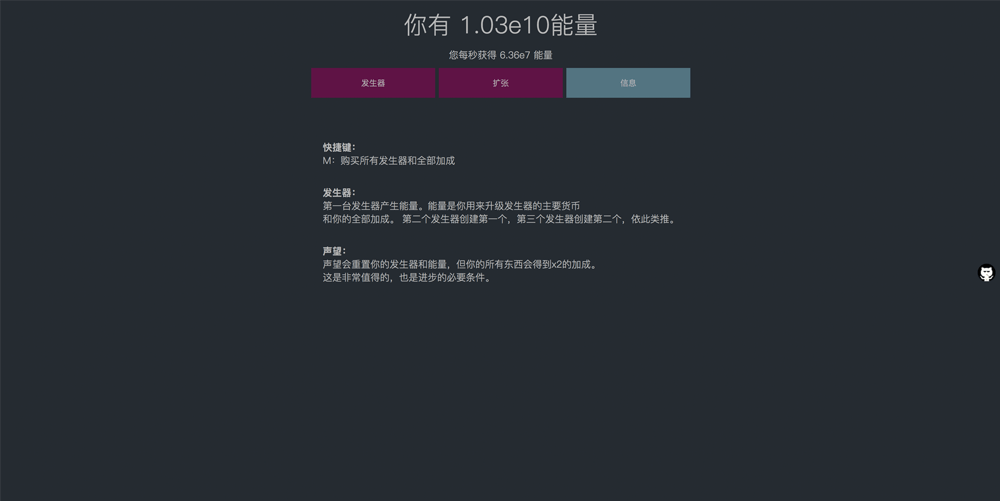 你有 1.03e10能量
您每秒获得 6.36e7 能量
发生器
扩张
信息
快捷键：
M：购买所有发生器和全部加成
发生器：
第一台发生器产生能量。能量是你用来升级发生器的主要货币
和你的全部加成。 第二个发生器创建第一个，第三个发生器创建第二个，依此类推。
声望：
声望会重置你的发生器和能量，但你的所有东西会得到x2的加成。
这是非常值得的，也是进步的必要条件。